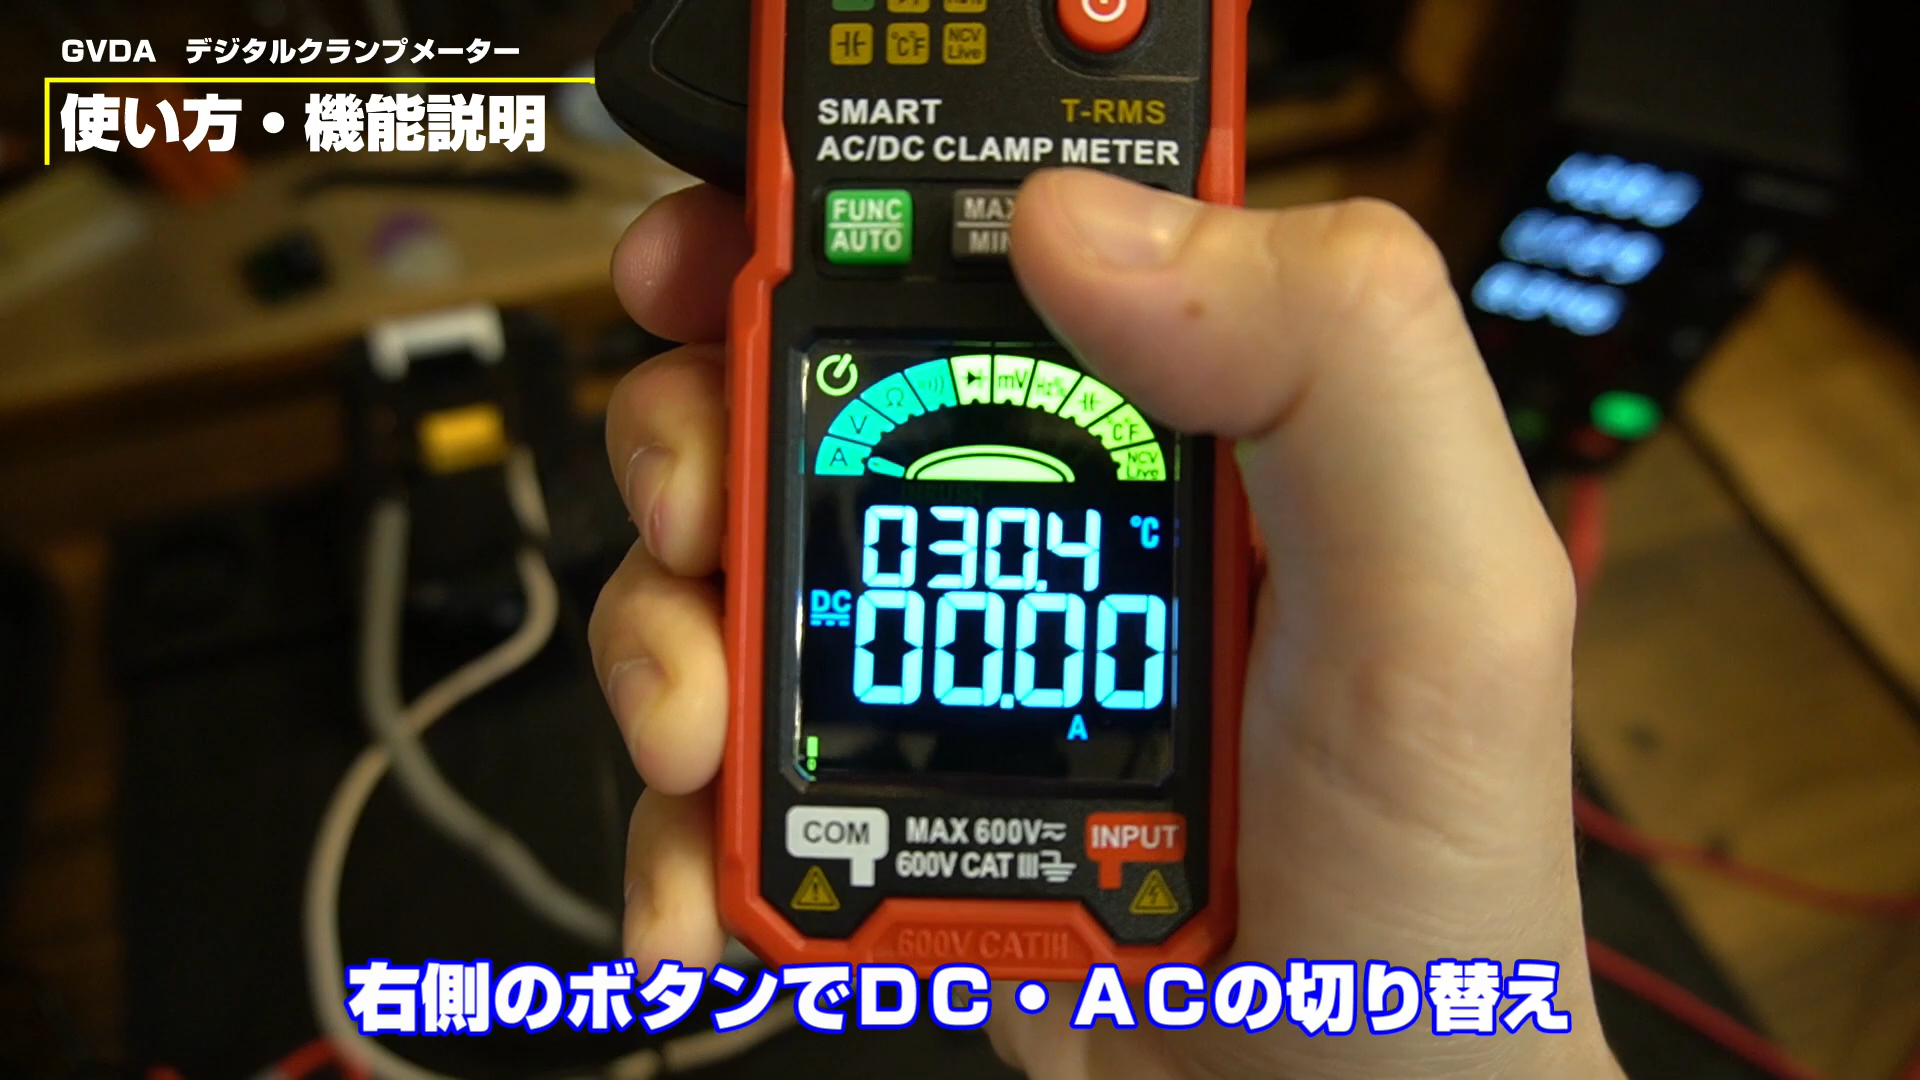 GVDA デジタルクランプメーター
使い方・機能説明
℃℉ NCV
Live
SMART T-RMS
AC/DC CLAMP METER
FUNC
AUTO
MAX
MIN
A V Ω mV Hz% ℃℉ NCV
Live
030.4 ℃
DC 00.00
A
COM MAX 600V INPUT
600V CAT III
600V CATIII
右側のボタンでDC・ACの切り替え